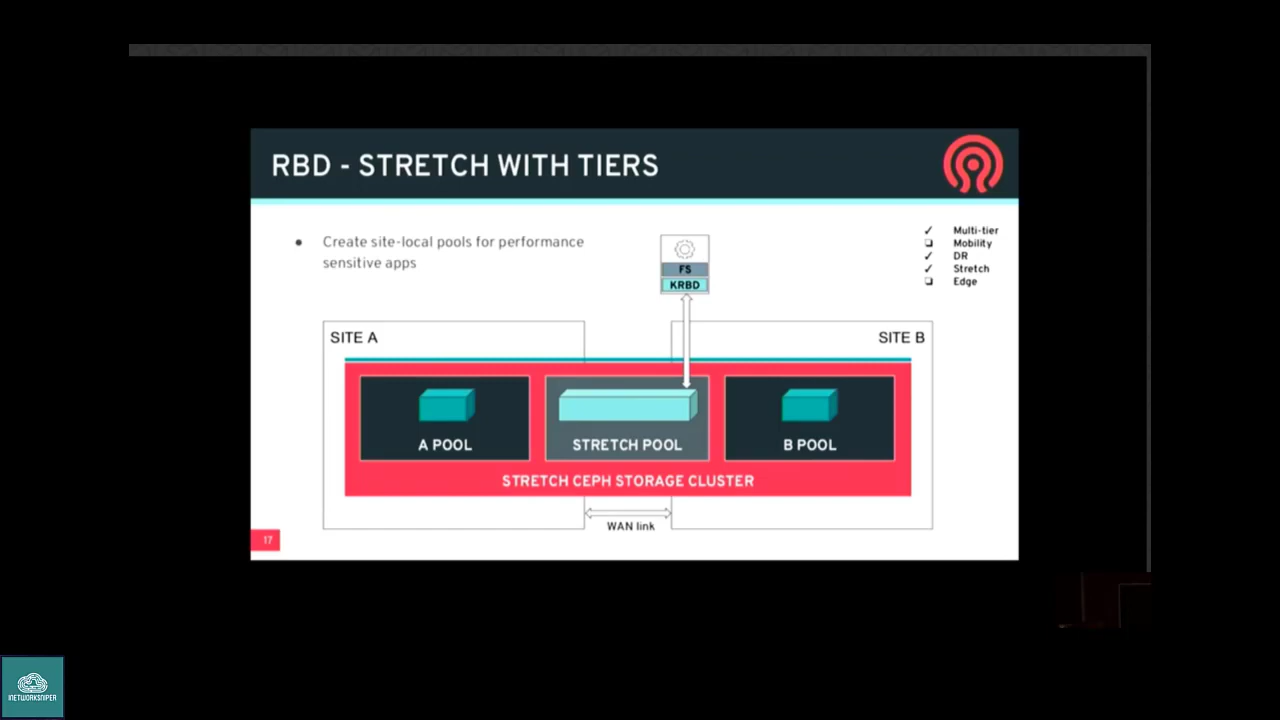 RBD - STRETCH WITH TIERS
● Create site-local pools for performance
sensitive apps
✓ Multi-tier
❏ Mobility
✓ DR
✓ Stretch
❏ Edge
FS
KRBD
SITE A
SITE B
A POOL
STRETCH POOL
B POOL
STRETCH CEPH STORAGE CLUSTER
WAN link
17
INETWORKSNIPER